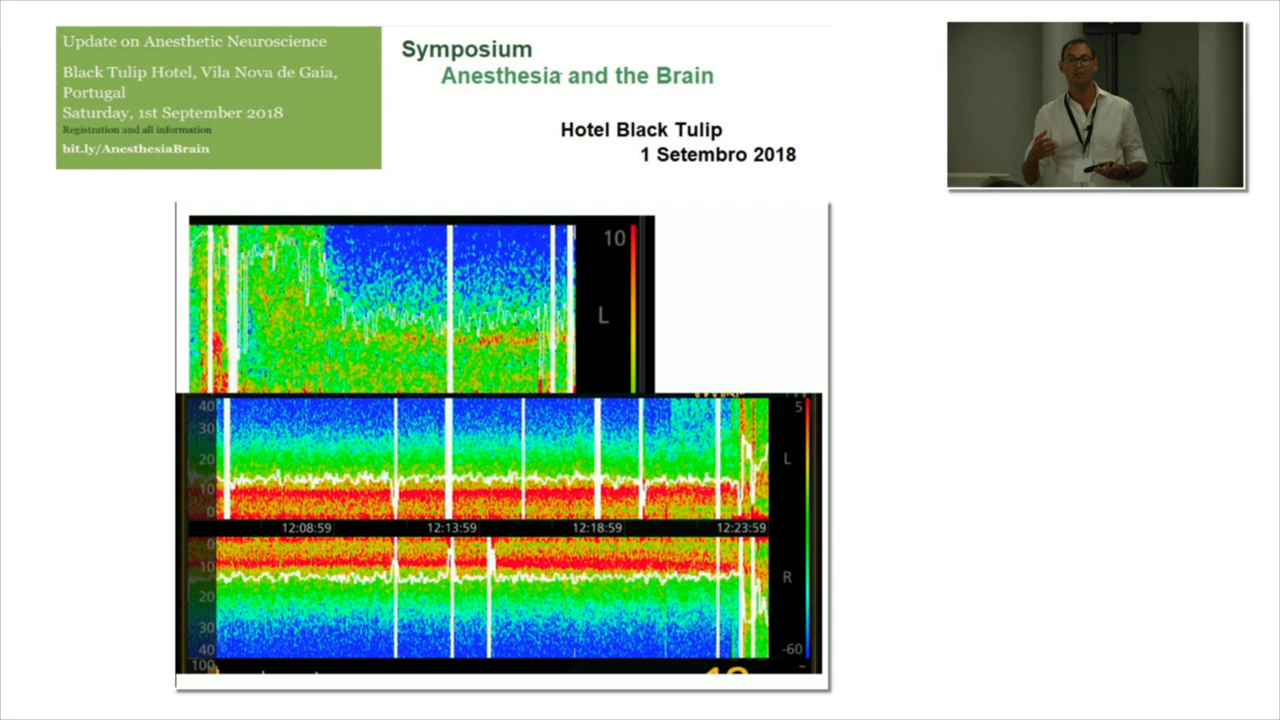 Update on Anesthetic Neuroscience
Black Tulip Hotel, Vila Nova de Gaia,
Portugal
Saturday, 1st September 2018
Registration and all information
bit.ly/AnesthesiaBrain
Symposium
Anesthesia and the Brain
Hotel Black Tulip
1 Setembro 2018
10
L
40
30
20
10
0
5
L
12:08:59 12:13:59 12:18:59 12:23:59
0
10
20
30
40
100
R
-60
--